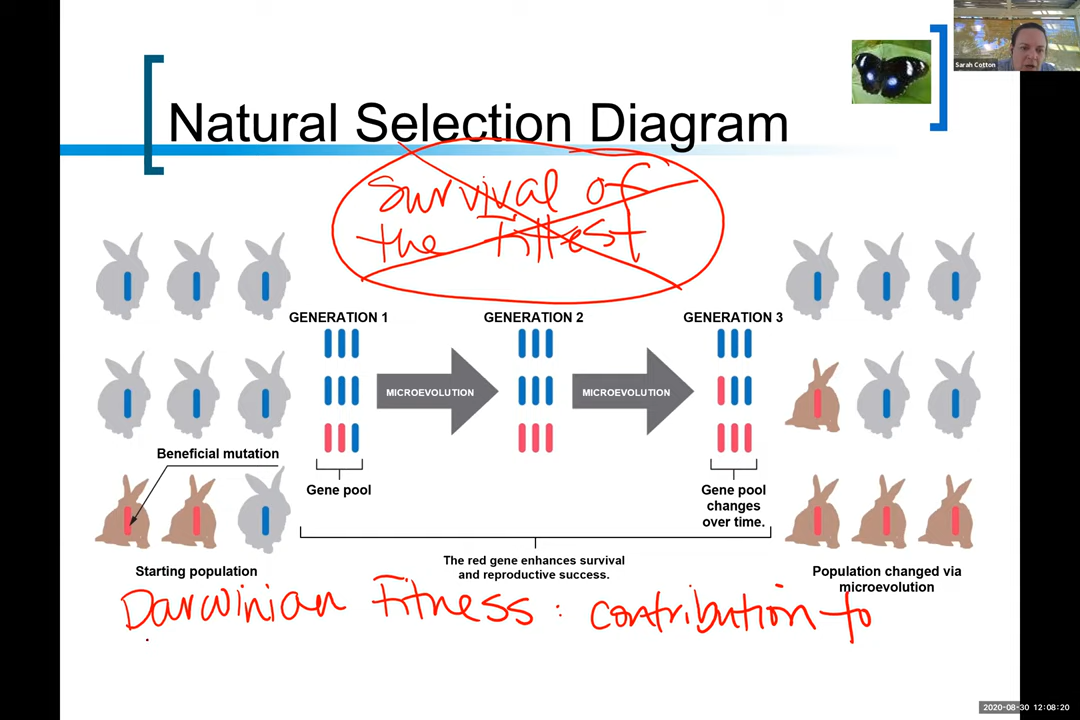 Sarah Cotton
Natural Selection Diagram
Survival of
the Fittest
GENERATION 1
GENERATION 2
GENERATION 3
MICROEVOLUTION
MICROEVOLUTION
Beneficial mutation
Gene pool
Gene pool
changes
over time.
The red gene enhances survival
and reproductive success.
Starting population
Population changed via
microevolution
Darwinian Fitness : contribution to
2020-08-30 12:08:20